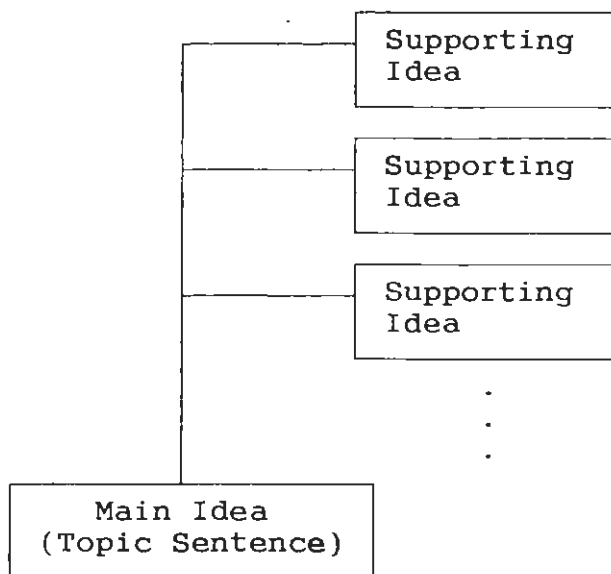 Supporting
Idea
Supporting
Idea
Supporting
Idea
Main Idea
(Topic Sentence)